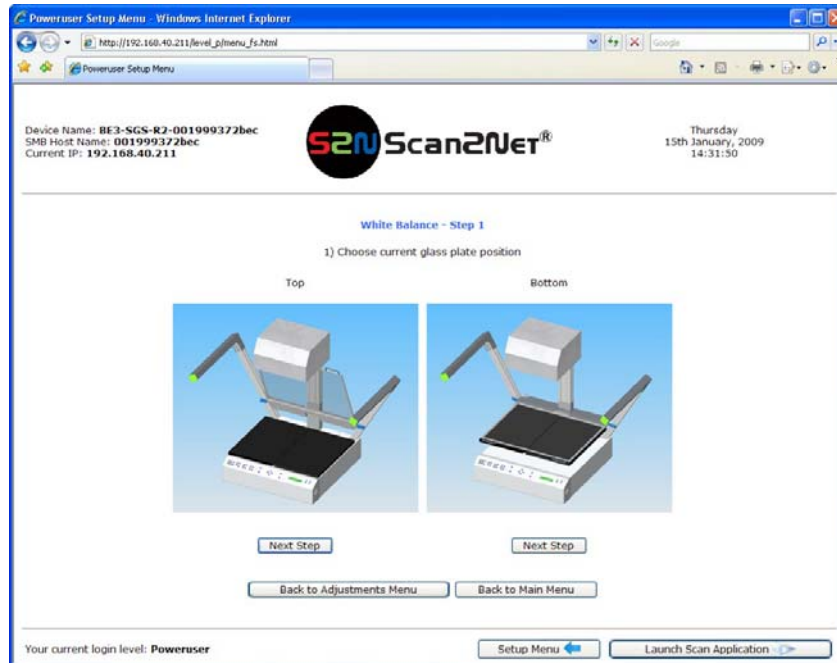 Poweruser Setup Menu - Windows Internet Explorer
http://192.168.40.211/level_p/menu_fs.html
Google
Poweruser Setup Menu
Device Name: BE3-SGS-R2-001999372bec
SMB Host Name: 001999372bec
Current IP: 192.168.40.211
S2N Scan2Net®
Thursday
15th January, 2009
14:31:50
White Balance - Step 1
1) Choose current glass plate position
Top
Bottom
Next Step
Next Step
Back to Adjustments Menu
Back to Main Menu
Your current login level: Poweruser
Setup Menu
Launch Scan Application